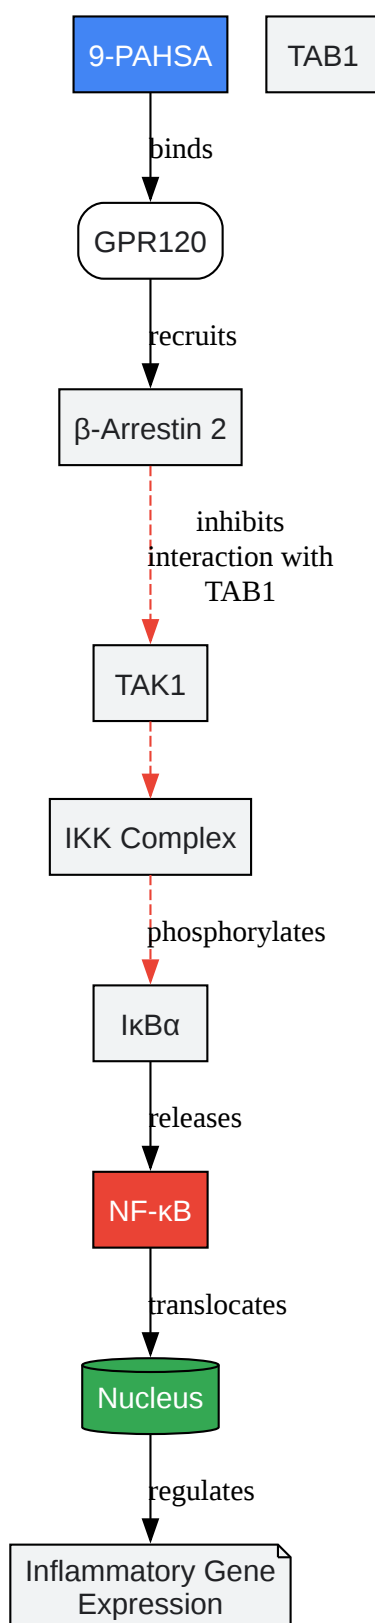 9-PAHSA
TAB1
binds
GPR120
recruits
β-Arrestin 2
inhibits
interaction with
TAB1
TAK1
IKK Complex
phosphorylates
IκBα
releases
NF-κB
translocates
Nucleus
regulates
Inflammatory Gene
Expression